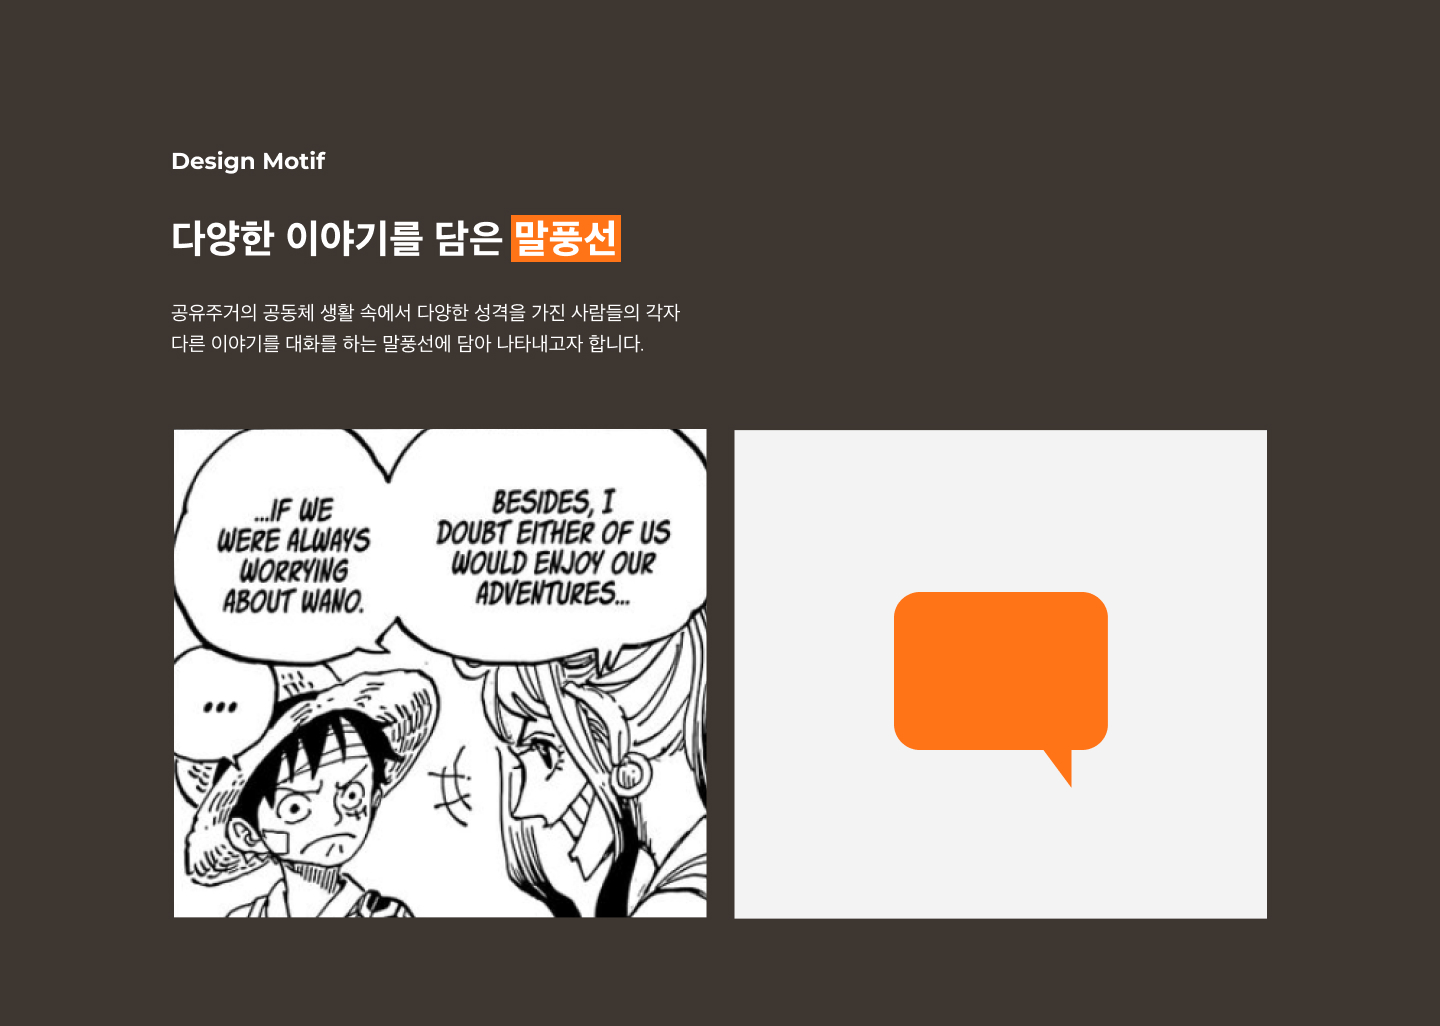 Design Motif
다양한 이야기를 담은 말풍선
공유주거의 공동체 생활 속에서 다양한 성격을 가진 사람들의 각자
다른 이야기를 대화를 하는 말풍선에 담아 나타내고자 합니다.
...IF WE
WERE ALWAYS
WORRYING
ABOUT WANO.
BESIDES, I
DOUBT EITHER OF US
WOULD ENJOY OUR
ADVENTURES...
...